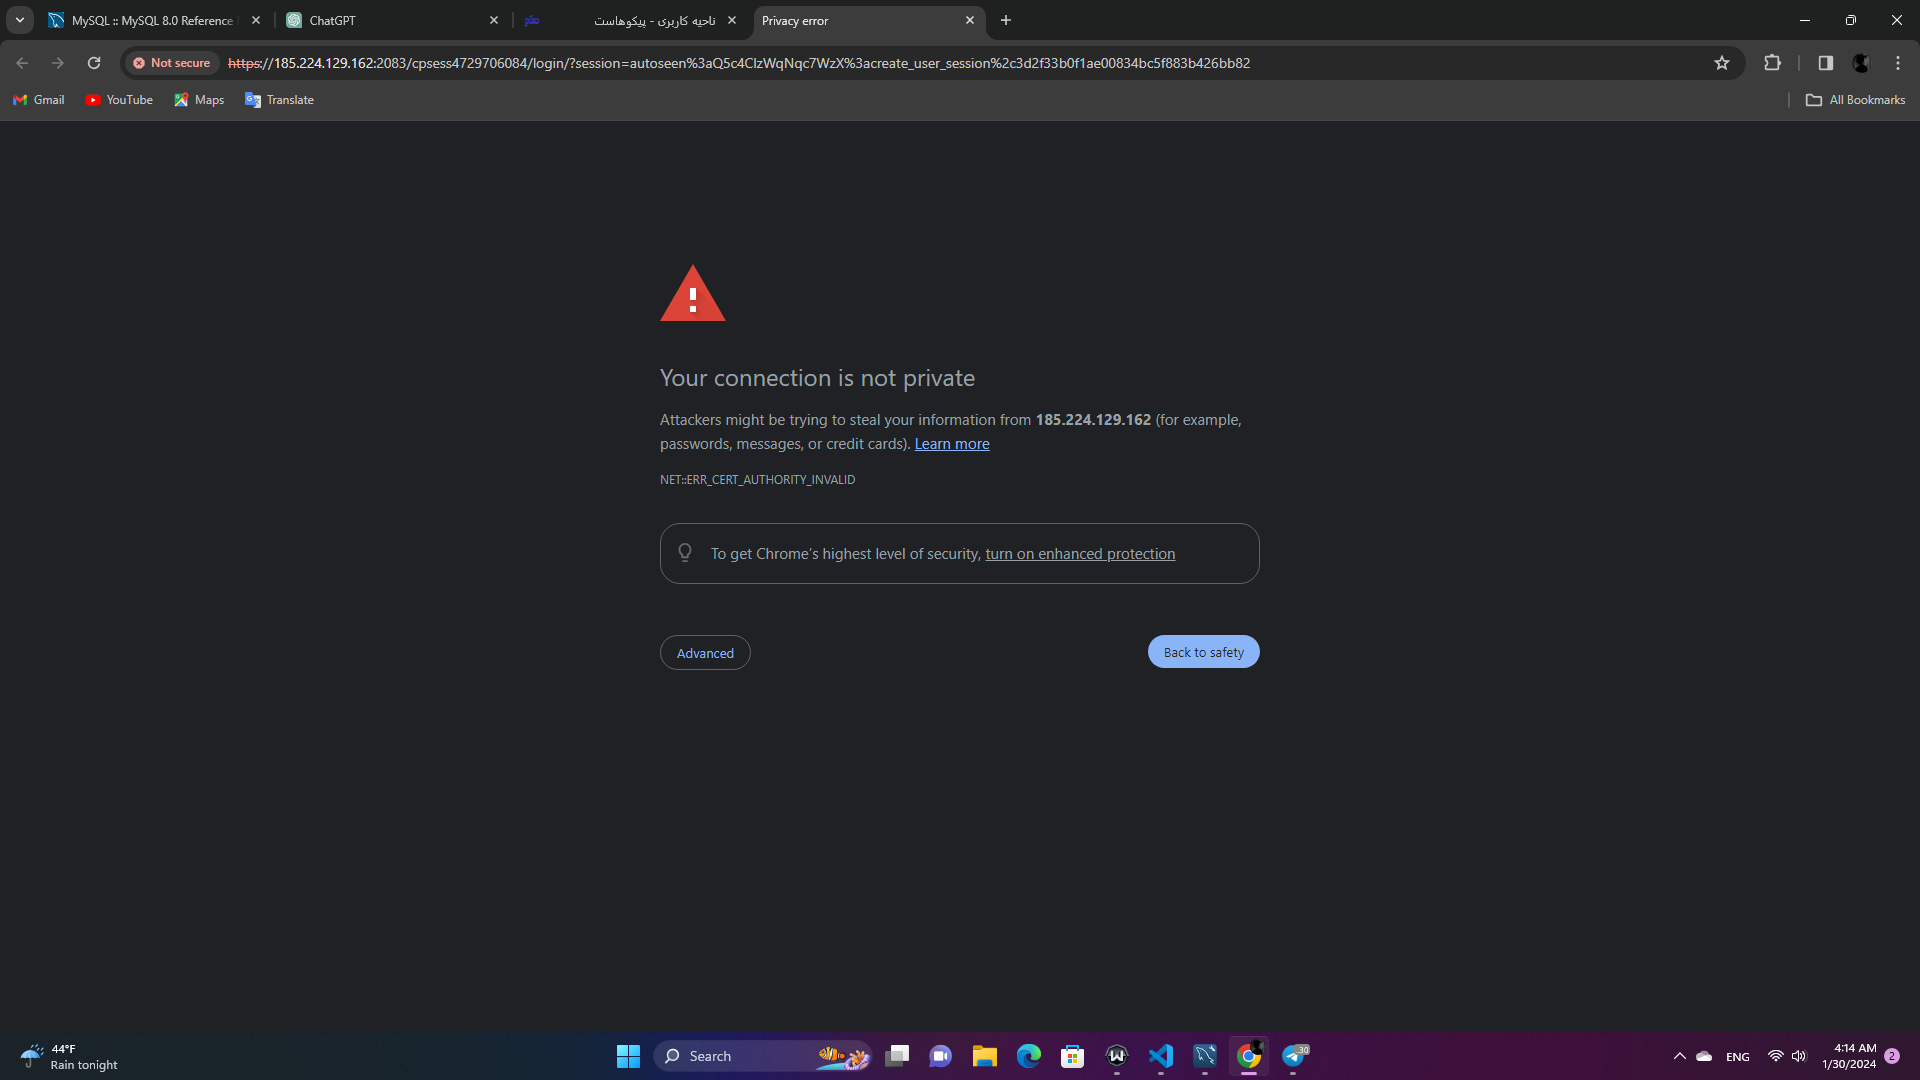 MySQL :: MySQL 8.0 Reference
ChatGPT
ناحیه کاربری - پیکوهاست
Privacy error
Not secure
https://185.224.129.162:2083/cpsess4729706084/login/?session=autoseen%3aQ5c4ClzWqNqc7WzX%3acreate_user_session%2c3d2f33b0f1ae00834bc5f883b426bb82
Gmail
YouTube
Maps
Translate
All Bookmarks
Your connection is not private
Attackers might be trying to steal your information from 185.224.129.162 (for example,
passwords, messages, or credit cards). Learn more
NET::ERR_CERT_AUTHORITY_INVALID
To get Chrome's highest level of security, turn on enhanced protection
Advanced
Back to safety
44°F
Rain tonight
Search
30
ENG
4:14 AM
1/30/2024
2